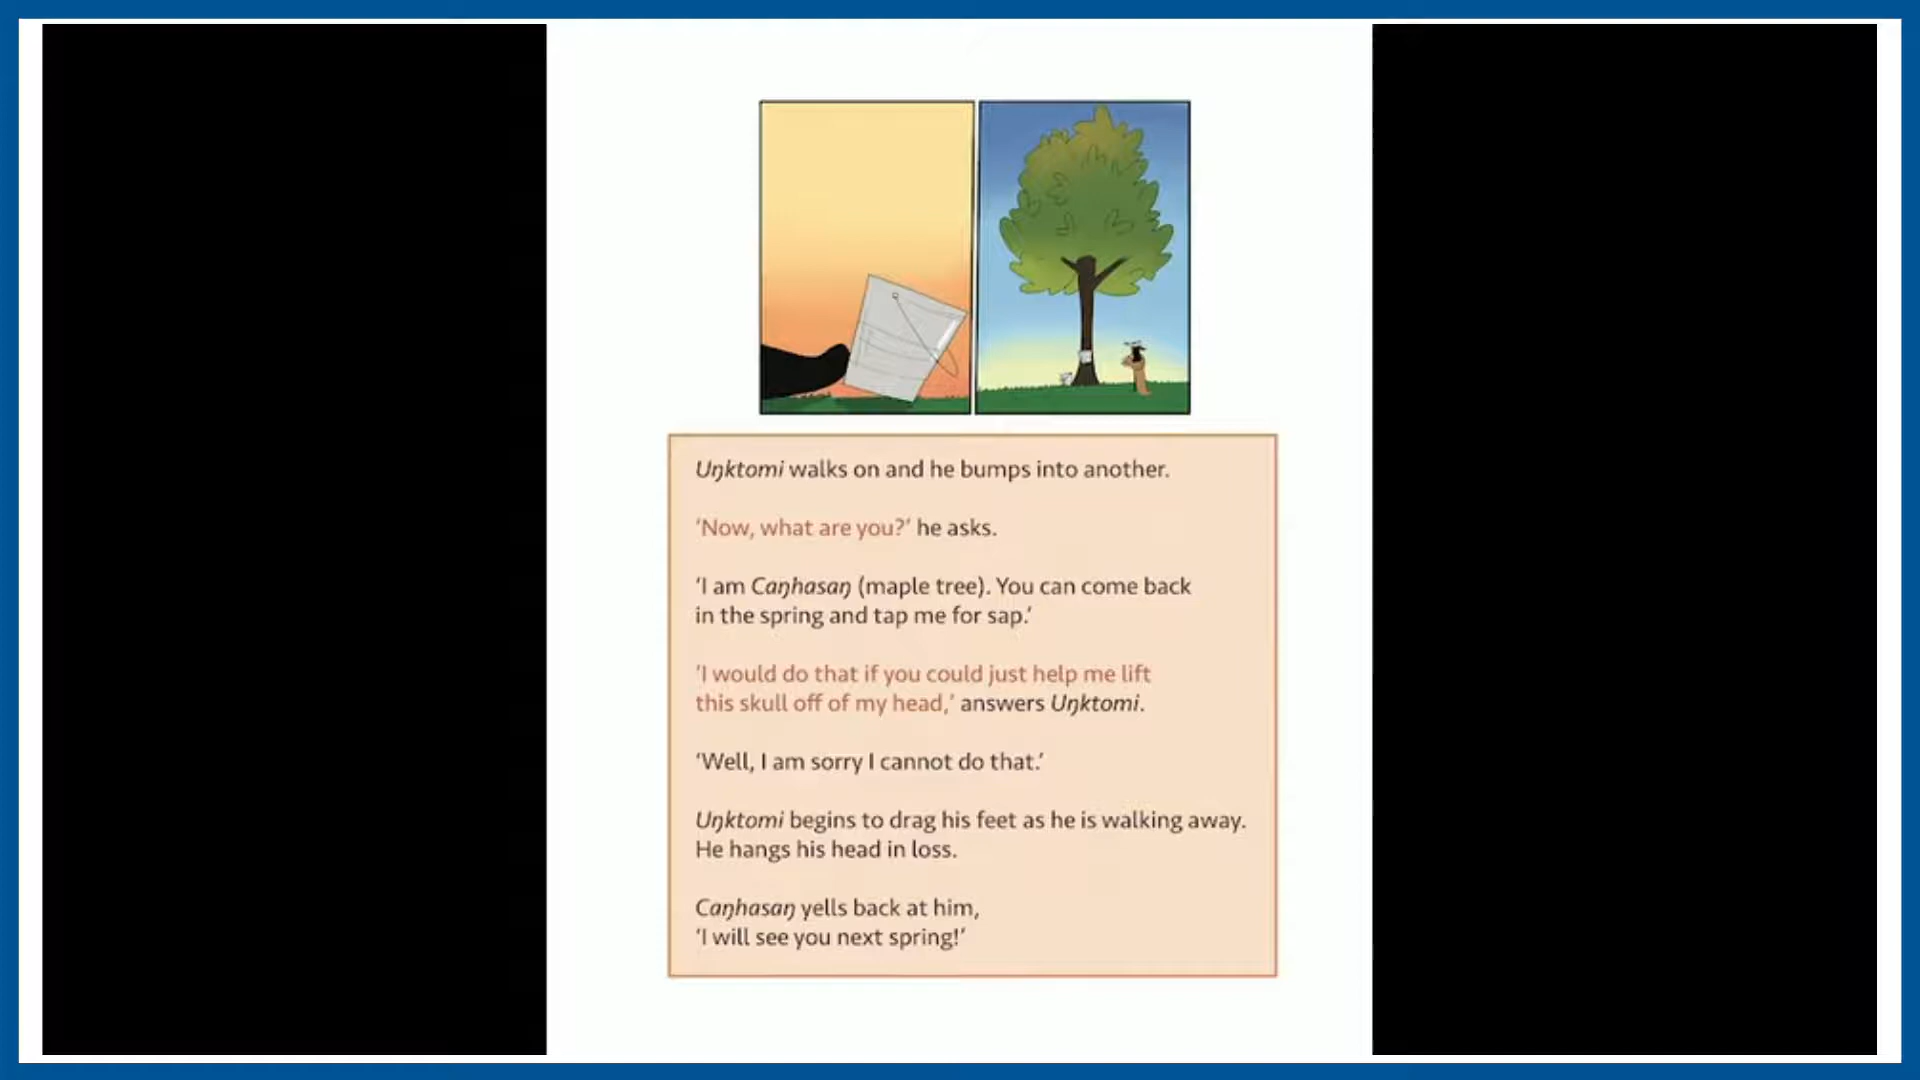 Uŋktomi walks on and he bumps into another.
‘Now, what are you?’ he asks.
‘I am Caŋhasaŋ (maple tree). You can come back
in the spring and tap me for sap.’
‘I would do that if you could just help me lift
this skull off of my head,’ answers Uŋktomi.
‘Well, I am sorry I cannot do that.’
Uŋktomi begins to drag his feet as he is walking away.
He hangs his head in loss.
Caŋhasaŋ yells back at him,
‘I will see you next spring!’